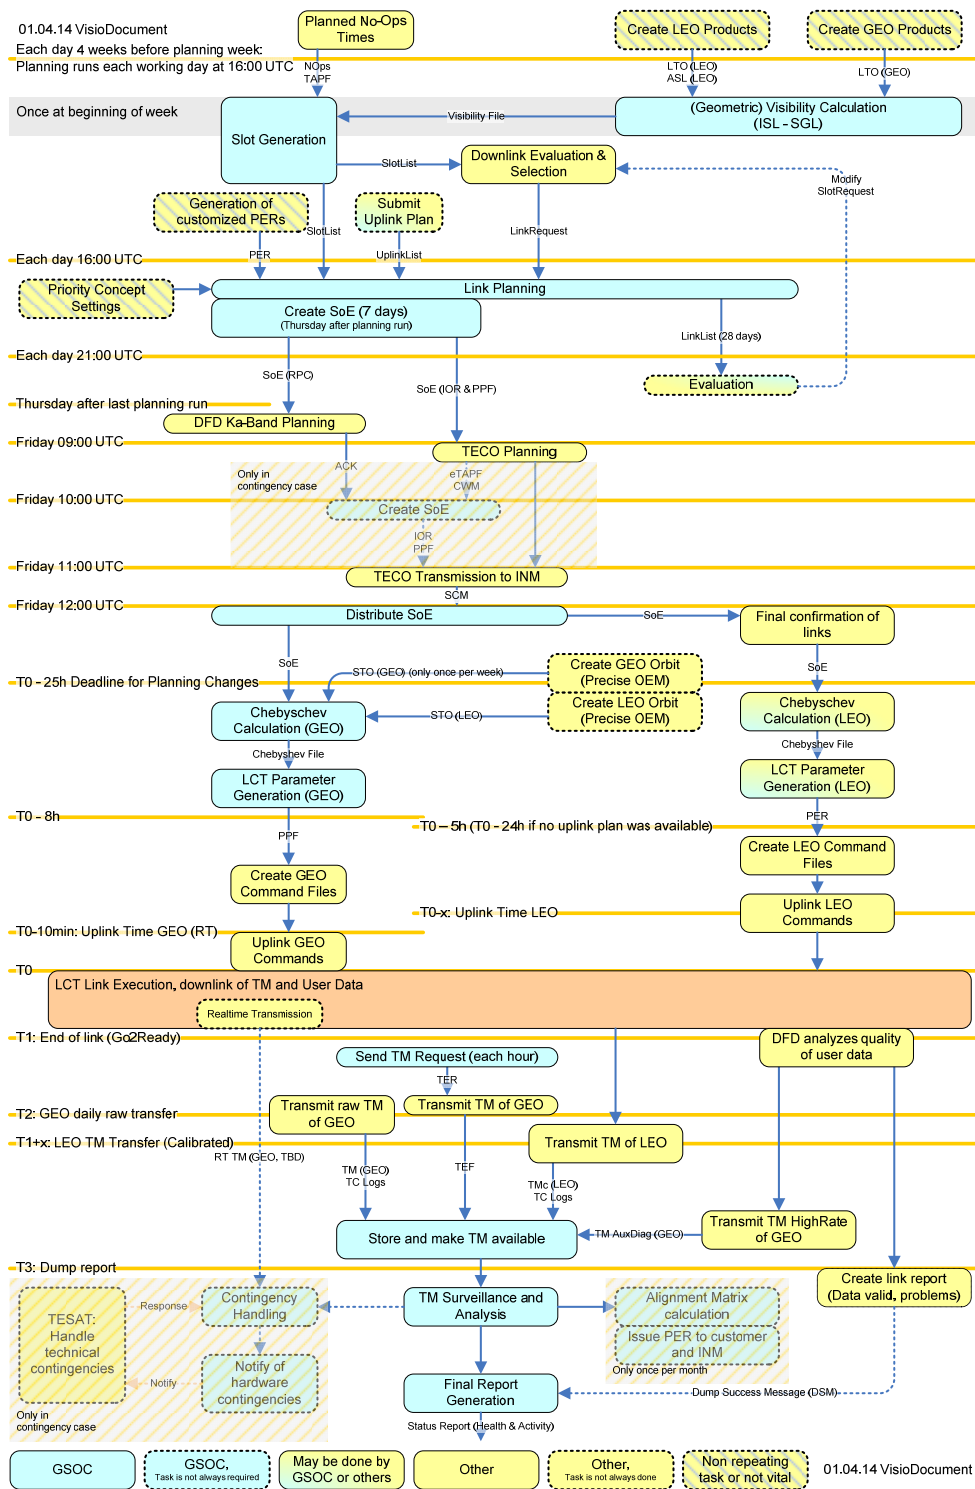 01.04.14 VisioDocument
Planned No-Ops
Times
Create LEO Products
Create GEO Products
Each day 4 weeks before planning week:
Planning runs each working day at 16:00 UTC
NOps
TAPF
LTO (LEO)
ASL (LEO)
LTO (GEO)
Once at beginning of week
Slot Generation
Visibility File
(Geometric) Visibility Calculation
(ISL - SGL)
SlotList
Downlink Evaluation &
Selection
Modify
SlotRequest
Generation of
customized PERs
Submit
Uplink Plan
SlotList
LinkRequest
PER
UplinkList
Each day 16:00 UTC
Priority Concept
Settings
Link Planning
Create SoE (7 days)
(Thursday after planning run)
LinkList (28 days)
Each day 21:00 UTC
SoE (RPC)
SoE (IOR & PPF)
Evaluation
Thursday after last planning run
DFD Ka-Band Planning
Friday 09:00 UTC
TECO Planning
Only in
contingency case
ACK
eTAPF
CWM
Friday 10:00 UTC
Create SoE
IOR
PPF
Friday 11:00 UTC
TECO Transmission to INM
SCM
Friday 12:00 UTC
Distribute SoE
SoE
Final confirmation of
links
SoE
SoE
STO (GEO) (only once per week)
Create GEO Orbit
(Precise OEM)
T0 - 25h Deadline for Planning Changes
Chebyschev
Calculation (GEO)
STO (LEO)
Create LEO Orbit
(Precise OEM)
Chebyschev
Calculation (LEO)
Chebyshev File
Chebyshev File
LCT Parameter
Generation (GEO)
LCT Parameter
Generation (LEO)
T0 - 8h
T0 – 5h (T0 - 24h if no uplink plan was available)
PPF
PER
Create GEO
Command Files
Create LEO Command
Files
T0-x: Uplink Time LEO
Uplink LEO
Commands
T0-10min: Uplink Time GEO (RT)
Uplink GEO
Commands
T0
LCT Link Execution, downlink of TM and User Data
Realtime Transmission
T1: End of link (Go2Ready)
DFD analyzes quality
of user data
Send TM Request (each hour)
TER
T2: GEO daily raw transfer
Transmit raw TM
of GEO
Transmit TM of GEO
T1+x: LEO TM Transfer (Calibrated)
Transmit TM of LEO
RT TM (GEO, TBD)
TM (GEO)
TC Logs
TEF
TMc (LEO)
TC Logs
Store and make TM available
TM AuxDiag (GEO)
Transmit TM HighRate
of GEO
T3: Dump report
Create link report
(Data valid, problems)
TESAT:
Handle
technical
contingencies
Response
Contingency
Handling
TM Surveillance and
Analysis
Alignment Matrix
calculation
Issue PER to customer
and INM
Only once per month
Notify
Notify of
hardware
contingencies
Final Report
Generation
Dump Success Message (DSM)
Only in
contingency case
Status Report (Health & Activity)
GSOC
GSOC,
Task is not always required
May be done by
GSOC or others
Other
Other,
Task is not always done
Non repeating
task or not vital
01.04.14 VisioDocument